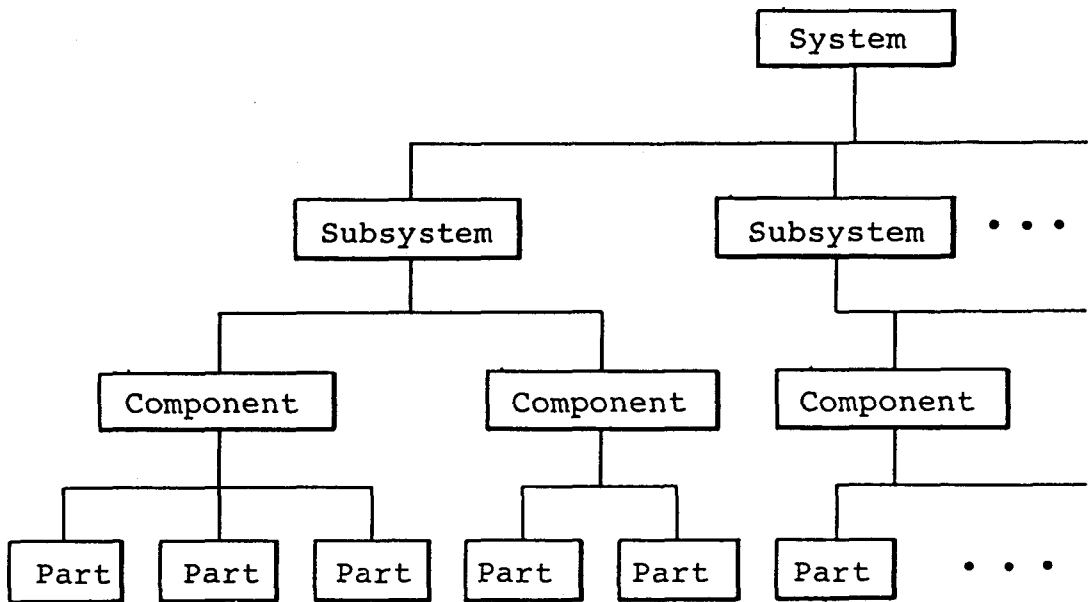 System
Subsystem Subsystem • • •
Component Component Component
Part Part Part Part Part Part • • •